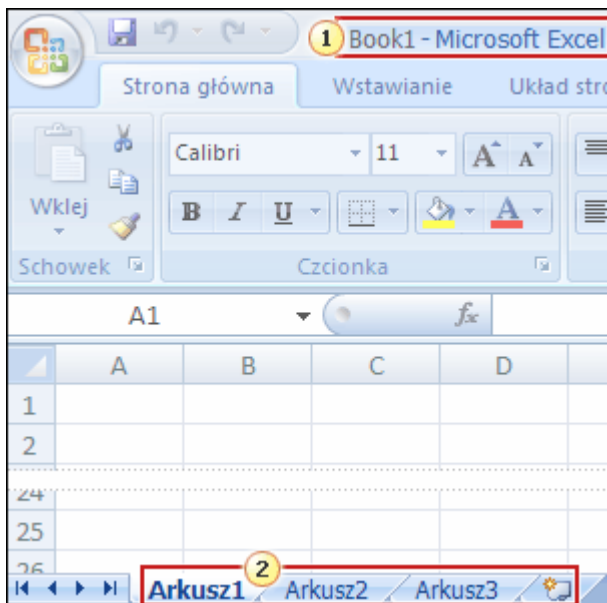 1 Book1 - Microsoft Excel
Strona główna Wstawianie Układ stro
Calibri 11 A A
Wklej B I U A
Schowek Czcionka
A1 fx
A B C D
1
2
24
25
26
2
Arkusz1 Arkusz2 Arkusz3